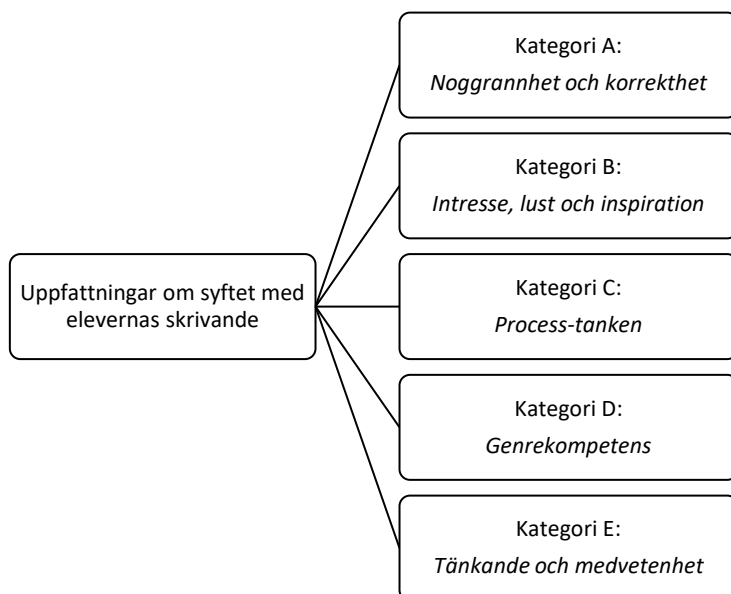 Kategori A:
Noggrannhet och korrekthet
Kategori B:
Intresse, lust och inspiration
Uppfattningar om syftet med
elevernas skrivande
Kategori C:
Process-tanken
Kategori D:
Genrekompetens
Kategori E:
Tänkande och medvetenhet